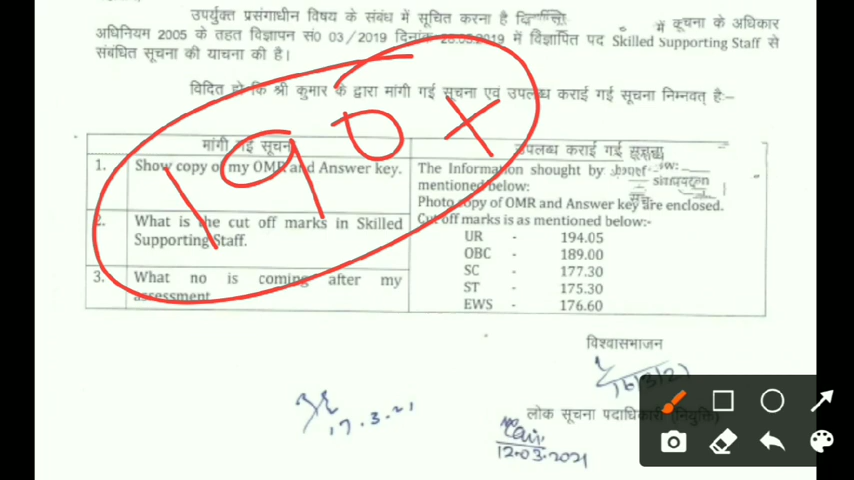 उपर्युक्त प्रसंगाधीन विषय के संबंध में सूचित करना है में सूचना के अधिकार
अधिनियम 2005 के तहत विज्ञापन सं0 03/2019 दिनांक 2019 में विज्ञापित पद Skilled Supporting Staff से
संबंधित सूचना की याचना की है।
विदित हो कि श्री कुमार के द्वारा मांगी गई सूचना एवं उपलब्ध कराई गई सूचना निम्नवत् है:-
190+
मांगी गई सूचना
उपलब्ध कराई गई सूचना
1. Show copy of my OMR and Answer key.
2. What is the cut off marks in Skilled
Supporting Staff.
3. What no is coming after my
assessment
The Information shought by
mentioned below:
Photo copy of OMR and Answer key are enclosed.
Cut off marks is as mentioned below:-
UR - 194.05
OBC - 189.00
SC - 177.30
ST - 175.30
EWS - 176.60
विश्वासभाजन
16/3/21
17.3.21
लोक सूचना पदाधिकारी (नियुक्ति)
12.03.2021